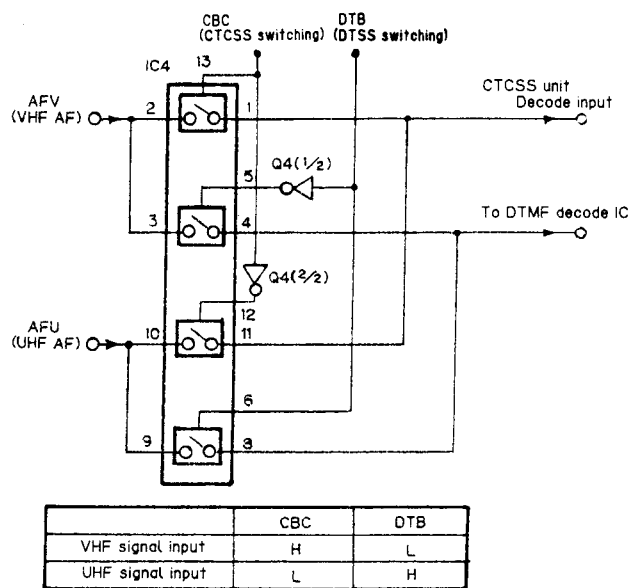 CBC DTB
(CTCSS switching) (DTSS switching)
13
IC4
AFV
(VHF AF)
2
1
CTCSS unit
Decode input
5
Q4(1/2)
3
4
To DTMF decode IC
Q4(2/2)
12
AFU
(UHF AF)
10
11
6
9
8
CBC DTB
VHF signal input H L
UHF signal input L H